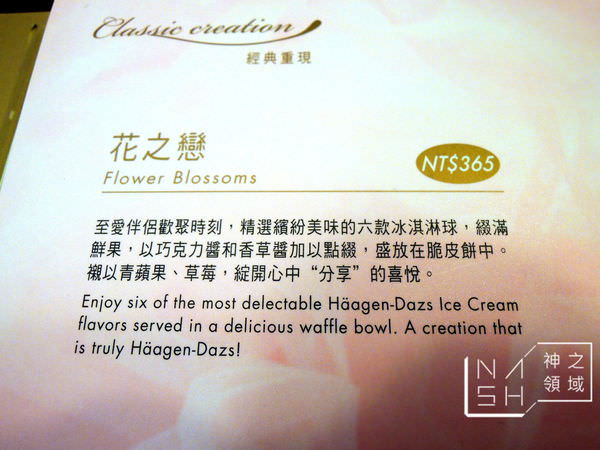 Classic creation
經典重現
花之戀
Flower Blossoms
NT$365
至愛伴侶歡聚時刻，精選繽紛美味的六款冰淇淋球，綴滿
鮮果，以巧克力醬和香草醬加以點綴，盛放在脆皮餅中。
襯以青蘋果、草莓，綻開心中“分享”的喜悅。
Enjoy six of the most delectable Häagen-Dazs Ice Cream
flavors served in a delicious waffle bowl. A creation that
is truly Häagen-Dazs!
NASH
神之領域